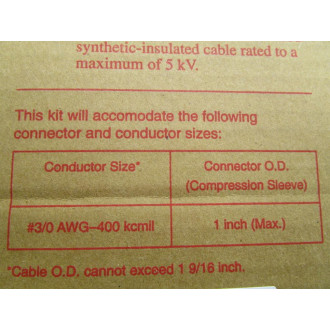 synthetic-insulated cable rated to a
maximum of 5 kV.
This kit will accomodate the following
connector and conductor sizes:
Conductor Size*
Connector O.D.
(Compression Sleeve)
#3/0 AWG–400 kcmil
1 inch (Max.)
*Cable O.D. cannot exceed 1 9/16 inch.